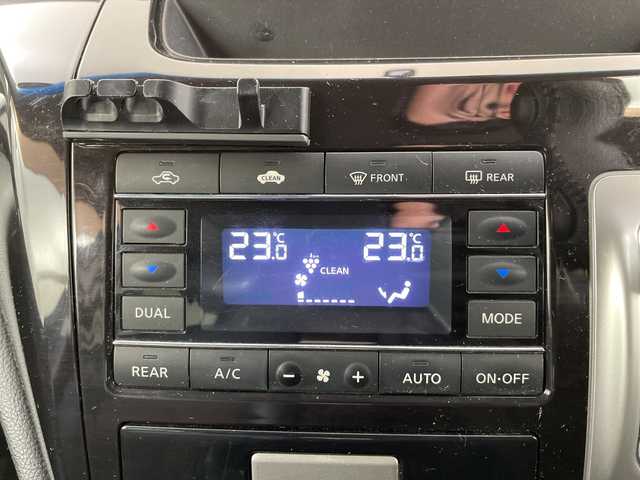 CLEAN FRONT REAR
23.0°C 23.0°C
CLEAN
DUAL MODE
REAR A/C − + AUTO ON·OFF